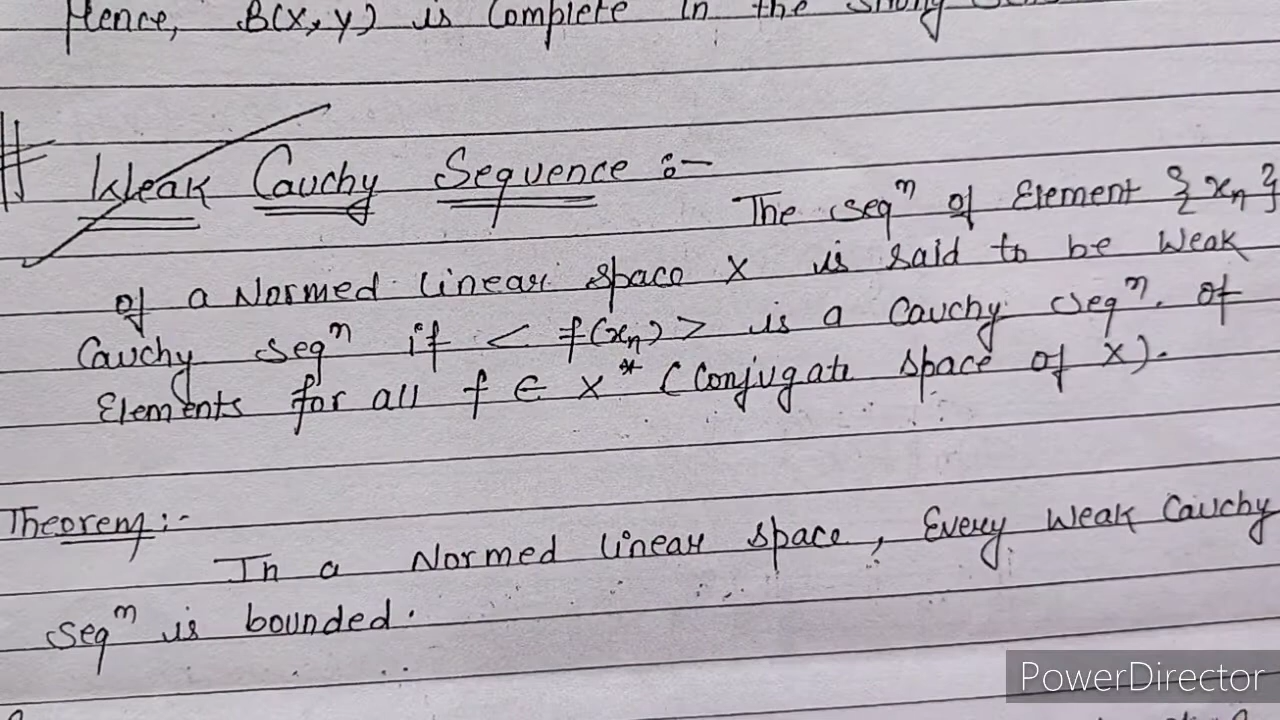 Hence, B(X, Y) is Complete in the strong
# Weak Cauchy Sequence :-
The seqⁿ of Element {xₙ}
of a Normed linear space X is said to be Weak
Cauchy seqⁿ if < f(xₙ) > is a Cauchy seqⁿ. of
Elements for all f ∈ X* (Conjugate space of X).
Theorem :-
In a Normed linear space, Every Weak Cauchy
seqⁿ is bounded.
PowerDirector